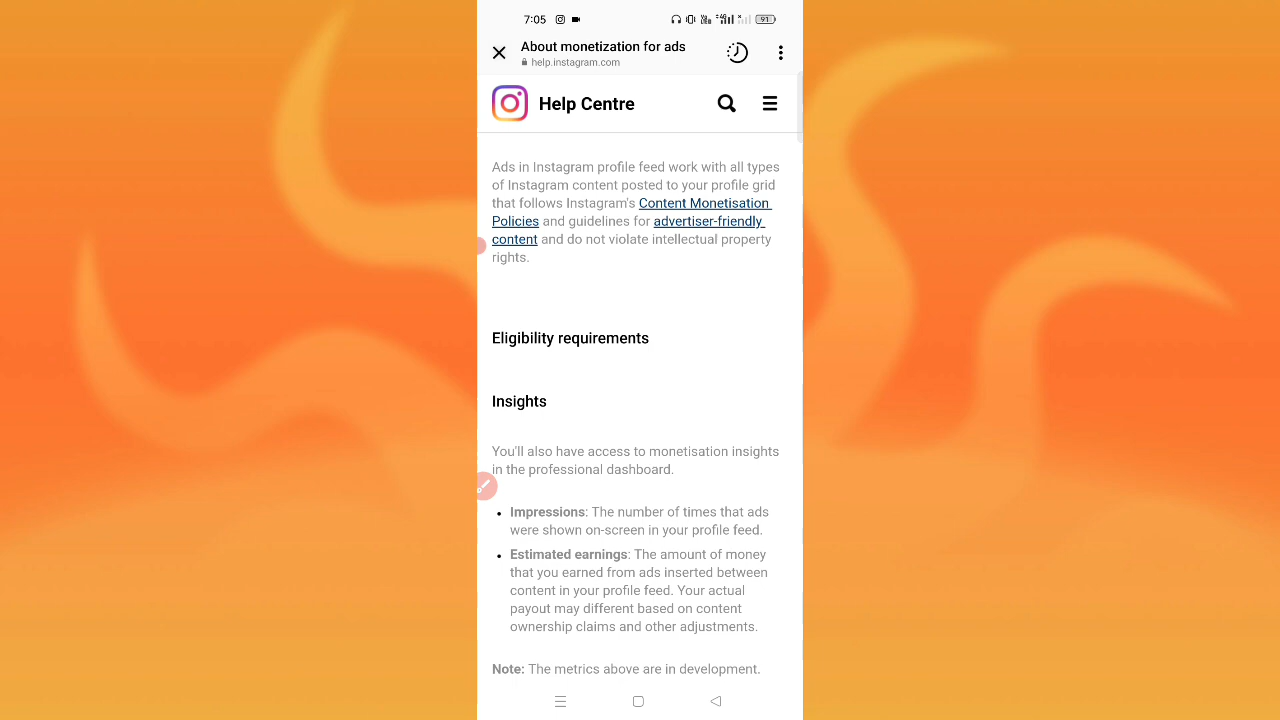 7:05
91
About monetization for ads
help.instagram.com
Help Centre
Ads in Instagram profile feed work with all types
of Instagram content posted to your profile grid
that follows Instagram's Content Monetisation
Policies and guidelines for advertiser-friendly
content and do not violate intellectual property
rights.
Eligibility requirements
Insights
You'll also have access to monetisation insights
in the professional dashboard.
Impressions: The number of times that ads
were shown on-screen in your profile feed.
Estimated earnings: The amount of money
that you earned from ads inserted between
content in your profile feed. Your actual
payout may different based on content
ownership claims and other adjustments.
Note: The metrics above are in development.